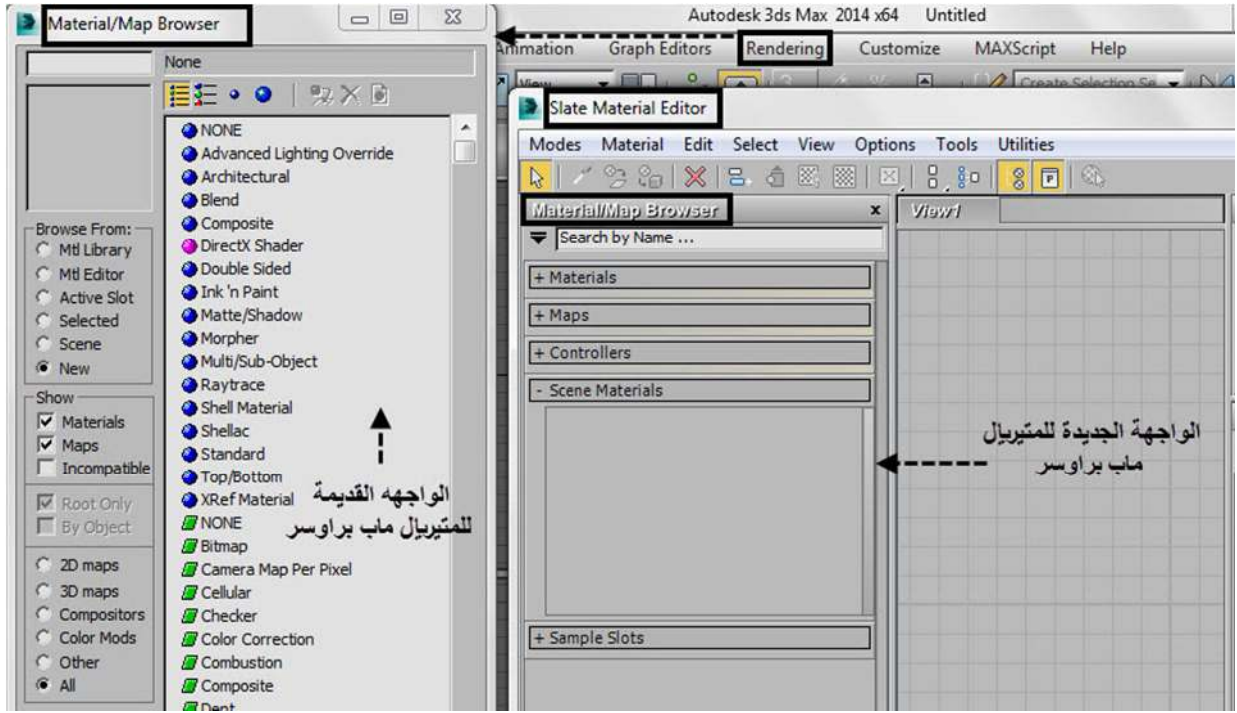 Material/Map Browser
None
NONE
Advanced Lighting Override
Architectural
Blend
Composite
DirectX Shader
Double Sided
Ink 'n Paint
Matte/Shadow
Morpher
Multi/Sub-Object
Raytrace
Shell Material
Shellac
Standard
Top/Bottom
XRef Material
NONE
Bitmap
Camera Map Per Pixel
Cellular
Checker
Color Correction
Combustion
Composite
Dent
Browse From:
Mtl Library
Mtl Editor
Active Slot
Selected
Scene
New
Show
Materials
Maps
Incompatible
Root Only
By Object
2D maps
3D maps
Compositors
Color Mods
Other
All
الواجهه القديمة
للمتيريال ماب براوسر
Autodesk 3ds Max 2014 x64 Untitled
Animation Graph Editors Rendering Customize MAXScript Help
View Create Selection Se
Slate Material Editor
Modes Material Edit Select View Options Tools Utilities
Material/Map Browser x View1
Search by Name ...
+ Materials
+ Maps
+ Controllers
- Scene Materials
+ Sample Slots
الواجهة الجديدة للمتيريال
ماب براوسر